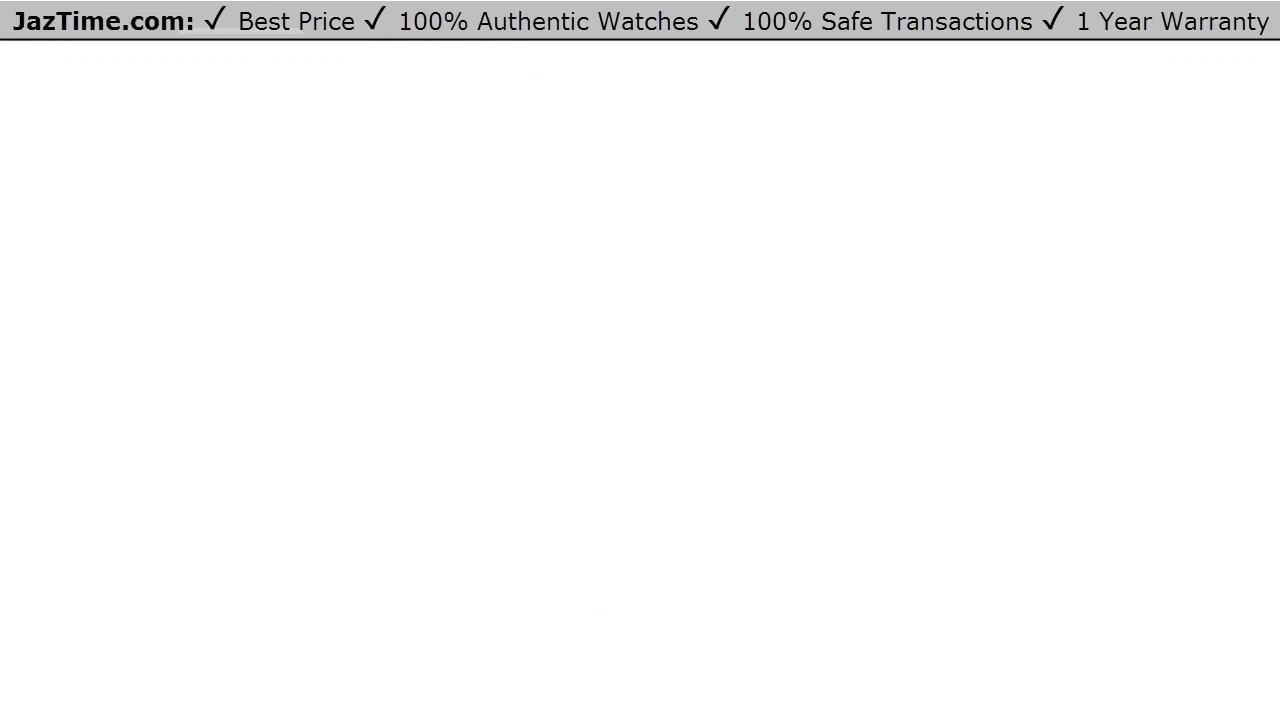 JazTime.com: ✓ Best Price ✓ 100% Authentic Watches ✓ 100% Safe Transactions ✓ 1 Year Warranty